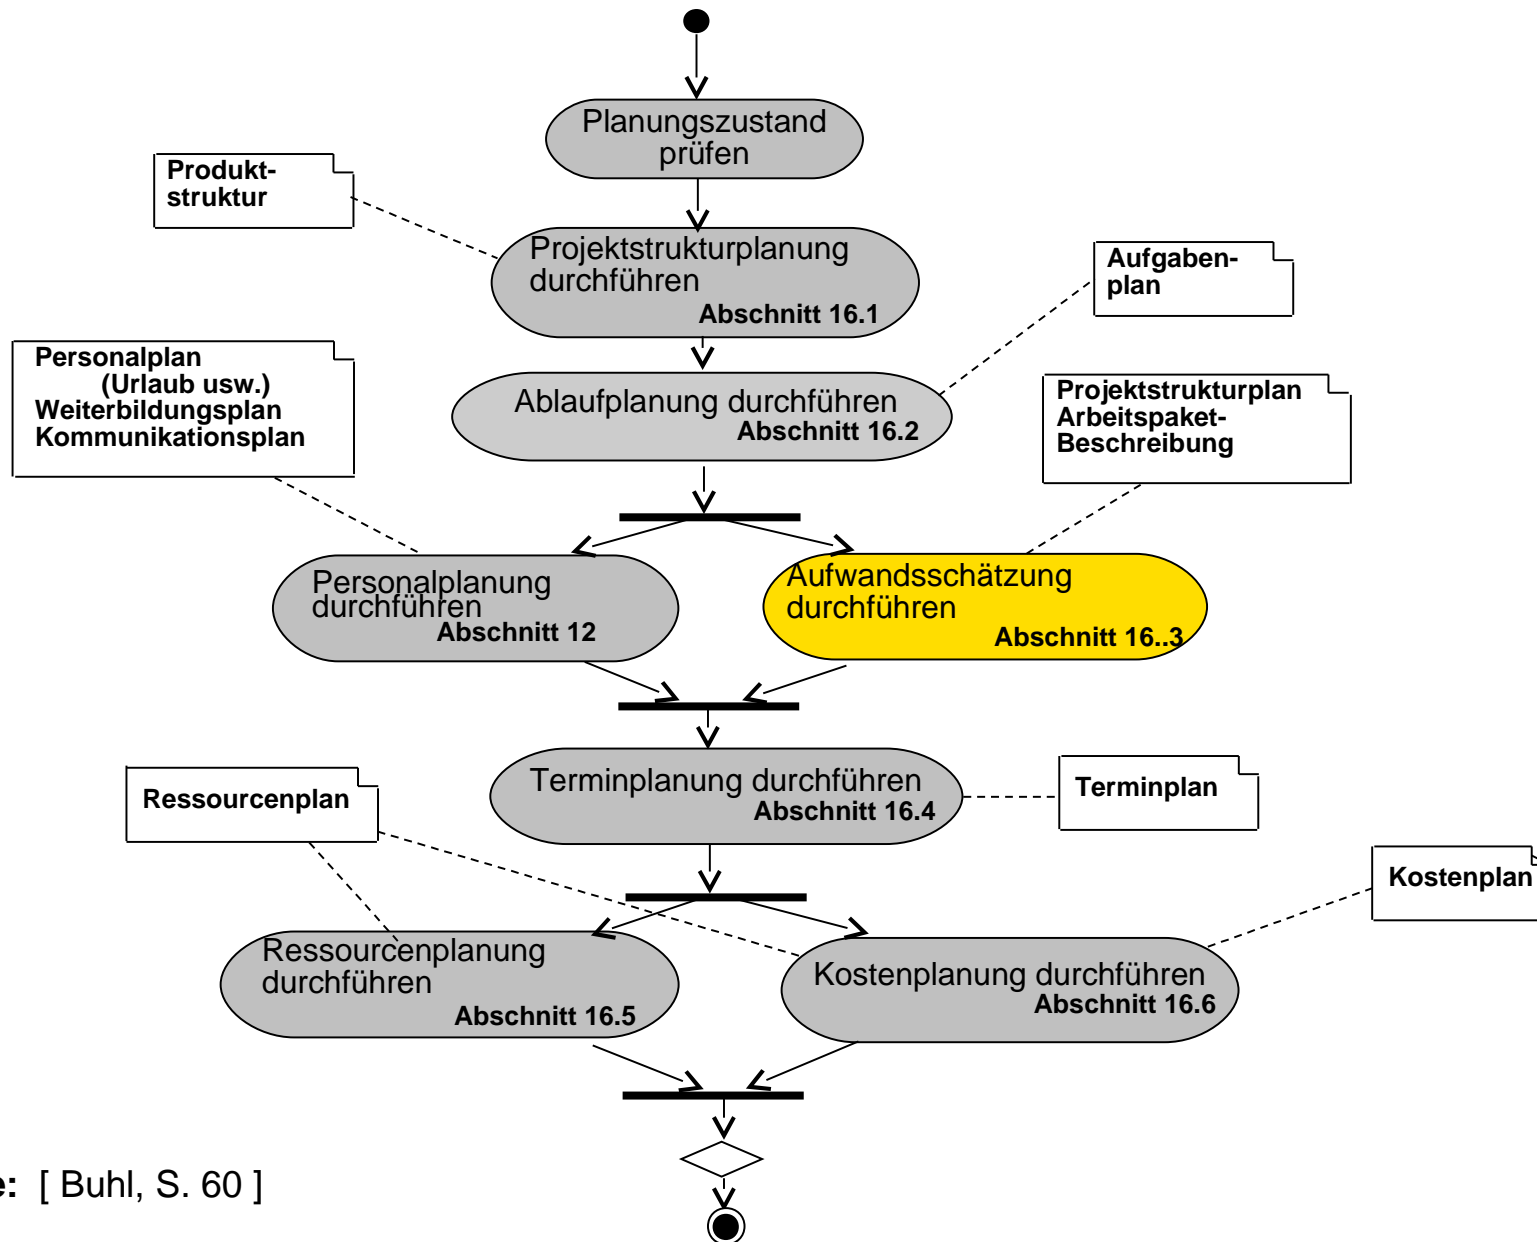 Planungszustand
prüfen
Produkt-
struktur
Projektstrukturplanung
durchführen
Abschnitt 16.1
Aufgaben-
plan
Personalplan
(Urlaub usw.)
Weiterbildungsplan
Kommunikationsplan
Ablaufplanung durchführen
Abschnitt 16.2
Projektstrukturplan
Arbeitspaket-
Beschreibung
Personalplanung
durchführen
Abschnitt 12
Aufwandsschätzung
durchführen
Abschnitt 16..3
Ressourcenplan
Terminplanung durchführen
Abschnitt 16.4
Terminplan
Kostenplan
Ressourcenplanung
durchführen
Abschnitt 16.5
Kostenplanung durchführen
Abschnitt 16.6
e: [ Buhl, S. 60 ]